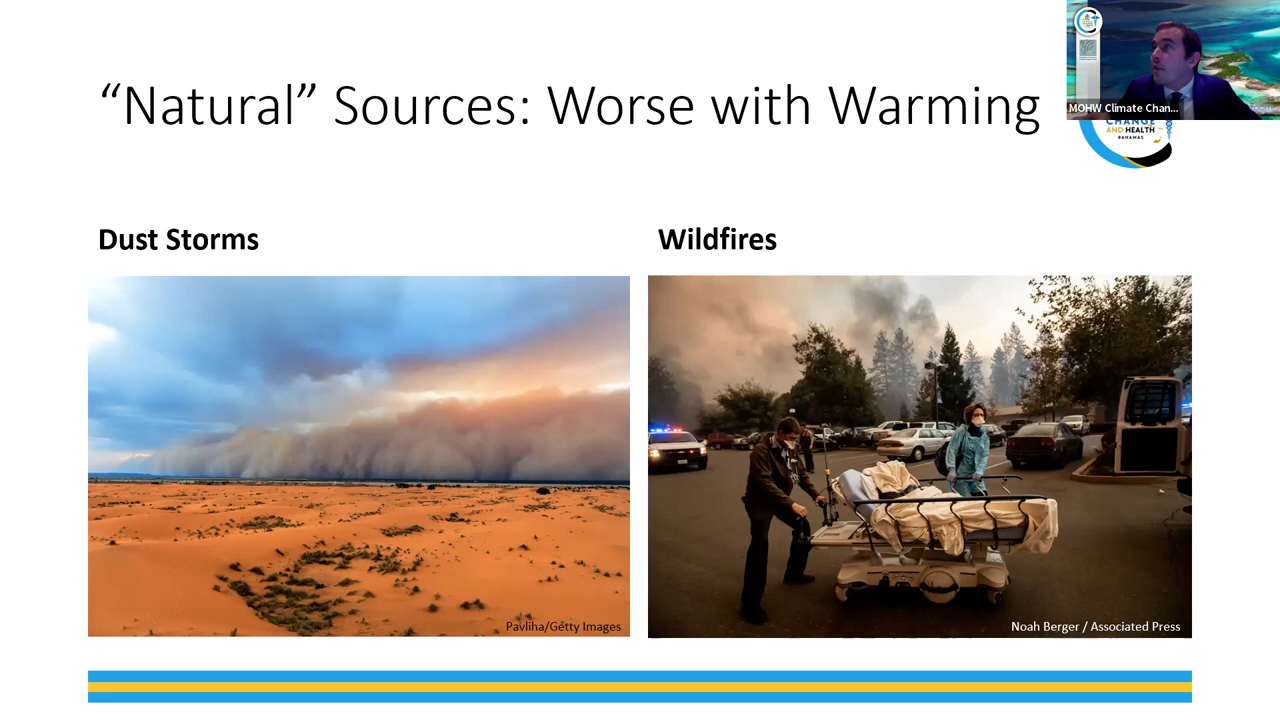 “Natural” Sources: Worse with Warming
MOHW Climate Chan...
CHANGE
AND HEALTH
BAHAMAS
Dust Storms
Wildfires
Pavliha/Getty Images
Noah Berger / Associated Press